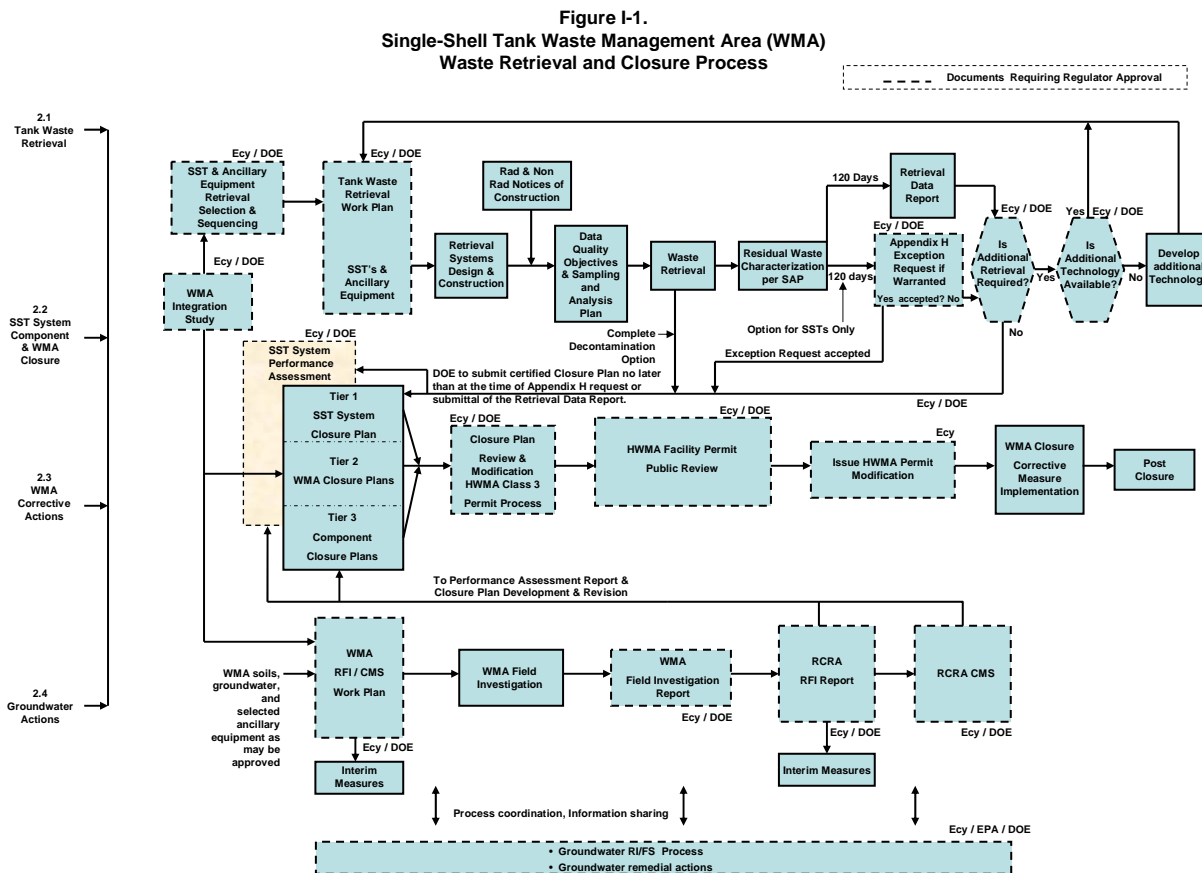 Figure I-1.
Single-Shell Tank Waste Management Area (WMA)
Waste Retrieval and Closure Process
Documents Requiring Regulator Approval
2.1
Tank Waste
Retrieval
2.2
SST System
Component
& WMA
Closure
2.3
WMA
Corrective
Actions
2.4
Groundwater
Actions
Ecy / DOE
SST & Ancillary
Equipment
Retrieval
Selection &
Sequencing
Ecy / DOE
Tank Waste
Retrieval
Work Plan
SST's &
Ancillary
Equipment
Rad & Non
Rad Notices of
Construction
Retrieval
Systems
Design &
Construction
Data
Quality
Objectives
& Sampling
and
Analysis
Plan
Waste
Retrieval
Residual Waste
Characterization
per SAP
120 Days
Retrieval
Data
Report
Ecy / DOE
120 days
Appendix H
Exception
Request if
Warranted
Yes accepted? No
Ecy / DOE
Is
Additional
Retrieval
Required?
Yes
No
Yes
Ecy / DOE
Is
Additional
Technology
Available?
No
Develop
additional
Technology
Ecy / DOE
WMA
Integration
Study
Option for SSTs Only
Complete
Decontamination
Option
Exception Request accepted
Ecy / DOE
SST System
Performance
Assessment
DOE to submit certified Closure Plan no later
than at the time of Appendix H request or
submittal of the Retrieval Data Report.
Ecy / DOE
Tier 1
SST System
Closure Plan
Tier 2
WMA Closure Plans
Tier 3
Component
Closure Plans
Ecy / DOE
Closure Plan
Review &
Modification
HWMA Class 3
Permit Process
Ecy / DOE
HWMA Facility Permit
Public Review
Ecy
Issue HWMA Permit
Modification
WMA Closure
Corrective
Measure
Implementation
Post
Closure
To Performance Assessment Report &
Closure Plan Development & Revision
WMA soils,
groundwater,
and
selected
ancillary
equipment as
may be
approved
WMA
RFI / CMS
Work Plan
Ecy / DOE
Interim
Measures
WMA Field
Investigation
WMA
Field Investigation
Report
Ecy / DOE
RCRA
RFI Report
Ecy / DOE
Interim Measures
RCRA CMS
Ecy / DOE
Process coordination, Information sharing
Ecy / EPA / DOE
• Groundwater RI/FS Process
• Groundwater remedial actions